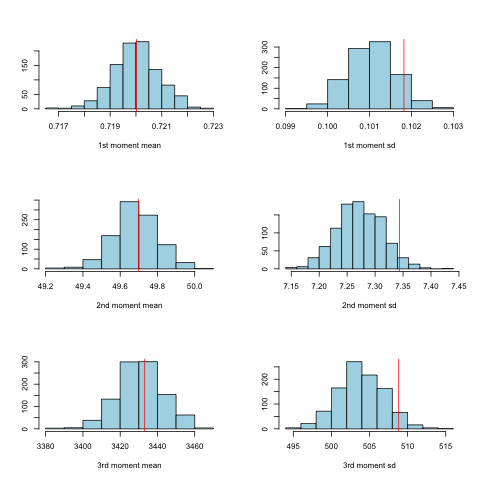 0 50 150
0.717 0.719 0.721 0.723
1st moment mean
0 100 200 300
0.099 0.100 0.101 0.102 0.103
1st moment sd
0 100 250
49.2 49.4 49.6 49.8 50.0
2nd moment mean
0 50 100
7.15 7.20 7.25 7.30 7.35 7.40 7.45
2nd moment sd
0 100 200 300
3380 3400 3420 3440 3460
3rd moment mean
0 100 200
495 500 505 510 515
3rd moment sd